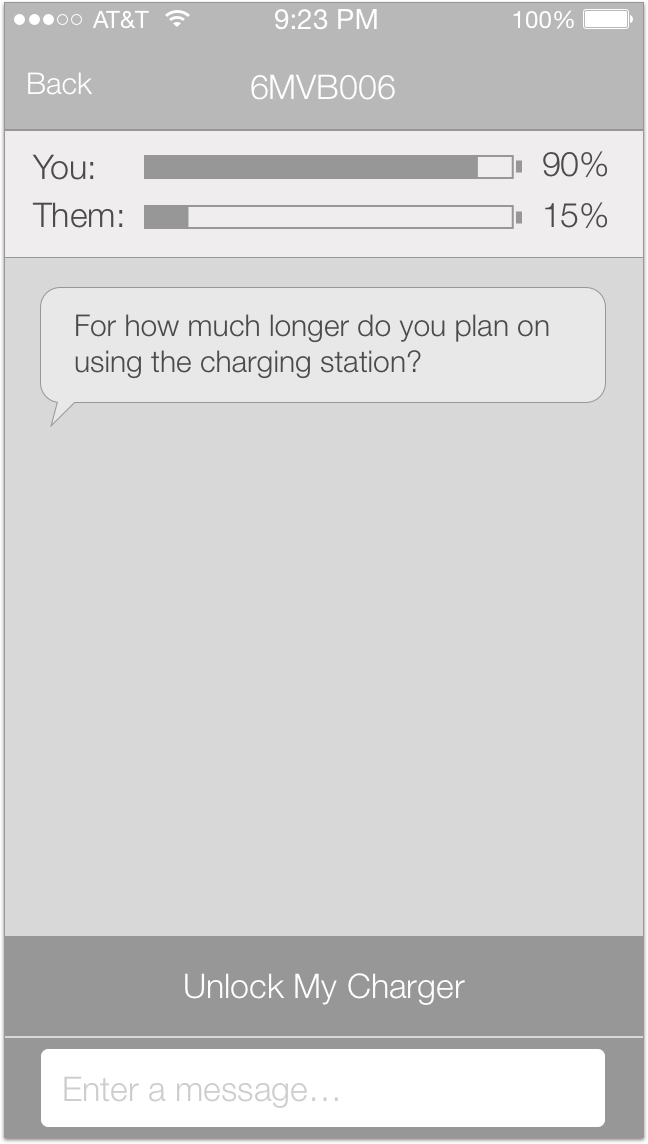 AT&T 9:23 PM 100%
Back 6MVB006
You: 90%
Them: 15%
For how much longer do you plan on
using the charging station?
Unlock My Charger
Enter a message...